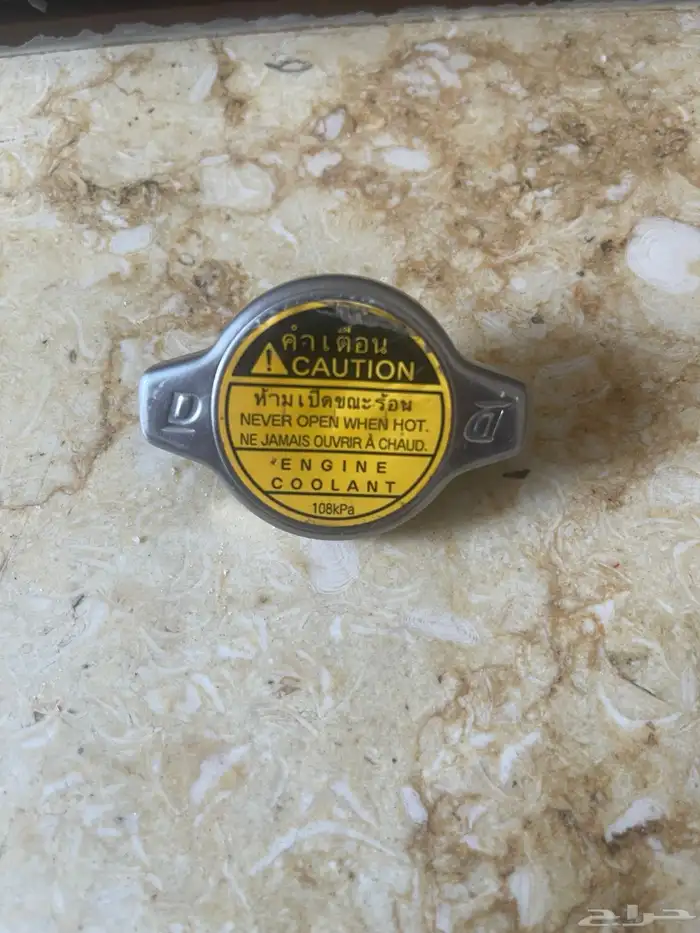 คำเตือน
CAUTION
ห้ามเปิดขณะร้อน
NEVER OPEN WHEN HOT.
NE JAMAIS OUVRIR À CHAUD.
ENGINE
COOLANT
108kPa
D
D
حراج